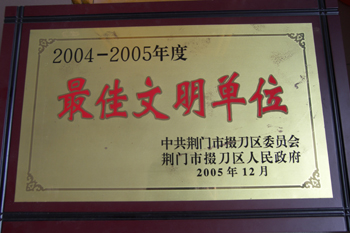 2004-2005年度
最佳文明单位
中共荆门市掇刀区委员会
荆门市掇刀区人民政府
2005年12月